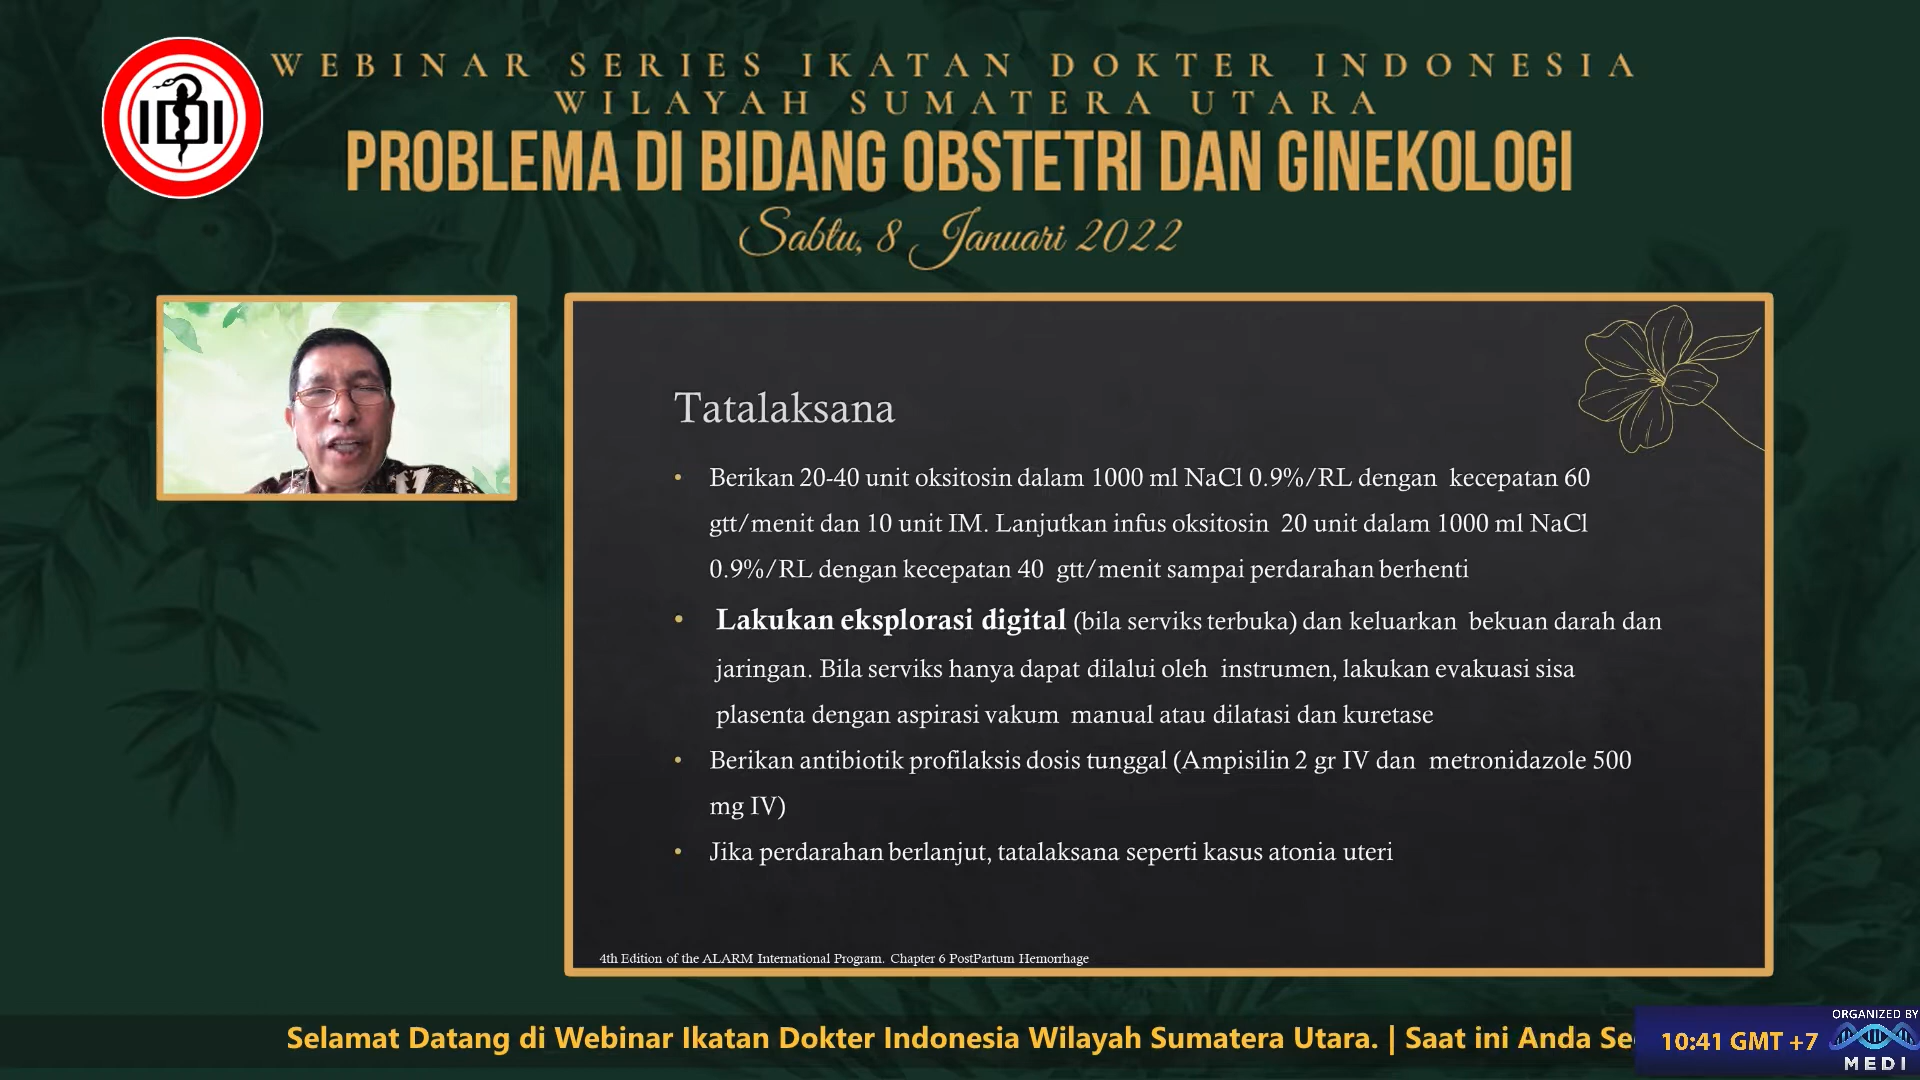 IDI
WEBINAR SERIES IKATAN DOKTER INDONESIA
WILAYAH SUMATERA UTARA
PROBLEMA DI BIDANG OBSTETRI DAN GINEKOLOGI
Sabtu, 8 Januari 2022
Tatalaksana
• Berikan 20-40 unit oksitosin dalam 1000 ml NaCl 0.9%/RL dengan kecepatan 60
gtt/menit dan 10 unit IM. Lanjutkan infus oksitosin 20 unit dalam 1000 ml NaCl
0.9%/RL dengan kecepatan 40 gtt/menit sampai perdarahan berhenti
• Lakukan eksplorasi digital (bila serviks terbuka) dan keluarkan bekuan darah dan
jaringan. Bila serviks hanya dapat dilalui oleh instrumen, lakukan evakuasi sisa
plasenta dengan aspirasi vakum manual atau dilatasi dan kuretase
• Berikan antibiotik profilaksis dosis tunggal (Ampisilin 2 gr IV dan metronidazole 500
mg IV)
• Jika perdarahan berlanjut, tatalaksana seperti kasus atonia uteri
4th Edition of the ALARM International Program. Chapter 6 PostPartum Hemorrhage
Selamat Datang di Webinar Ikatan Dokter Indonesia Wilayah Sumatera Utara. | Saat ini Anda
10:41 GMT +7
ORGANIZED BY
MEDI